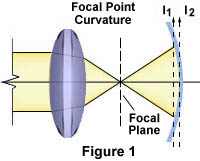 Focal Point
Curvature
I1 I2
Focal
Plane
Figure 1